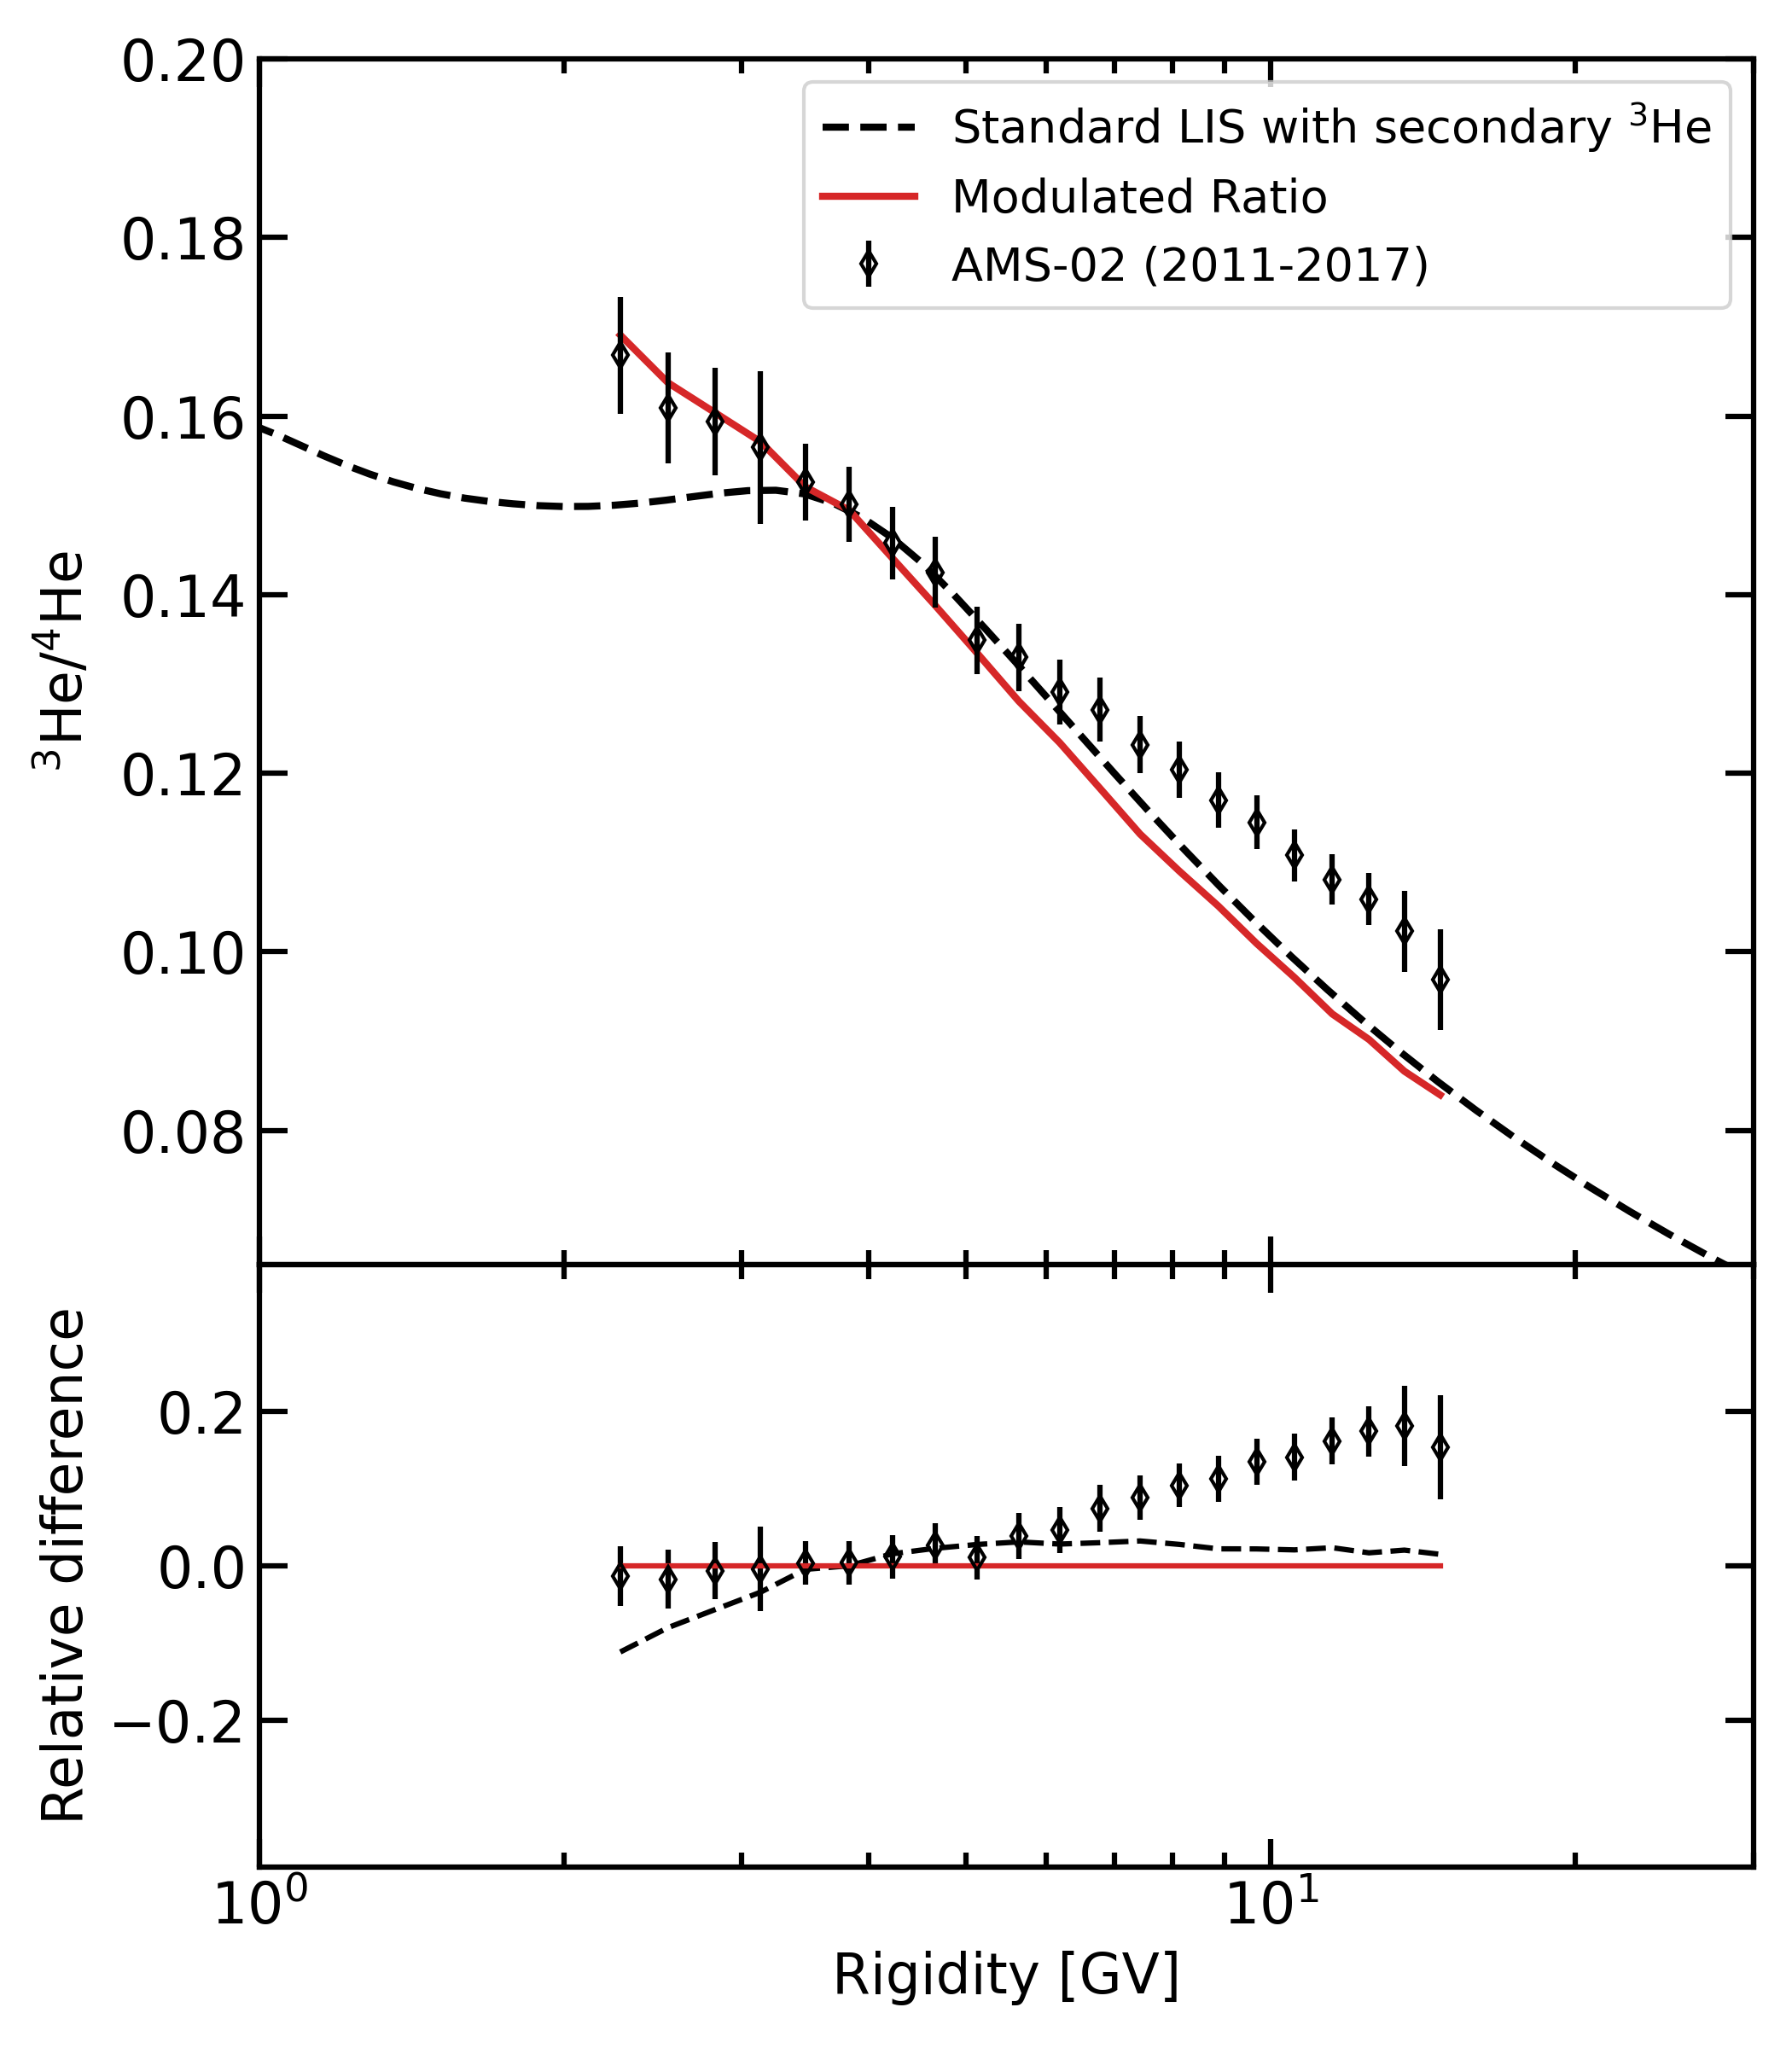 0.20
0.18
0.16
0.14
0.12
0.10
0.08
³He/⁴He
Standard LIS with secondary ³He
Modulated Ratio
AMS-02 (2011-2017)
0.2
0.0
−0.2
Relative difference
10⁰ 10¹
Rigidity [GV]